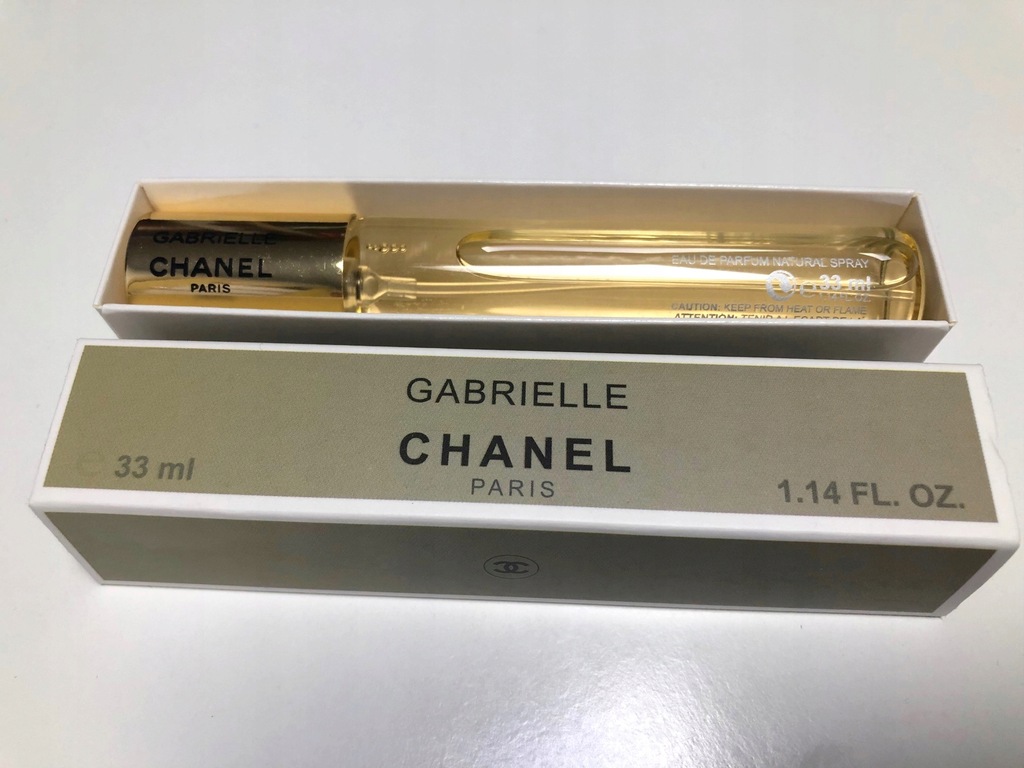 GABRIELLE
CHANEL
PARIS
EAU DE PARFUM NATURAL SPRAY
33 ml
CAUTION: KEEP FROM HEAT OR FLAME
ATTENTION:
GABRIELLE
CHANEL
PARIS
e 33 ml
1.14 FL. OZ.